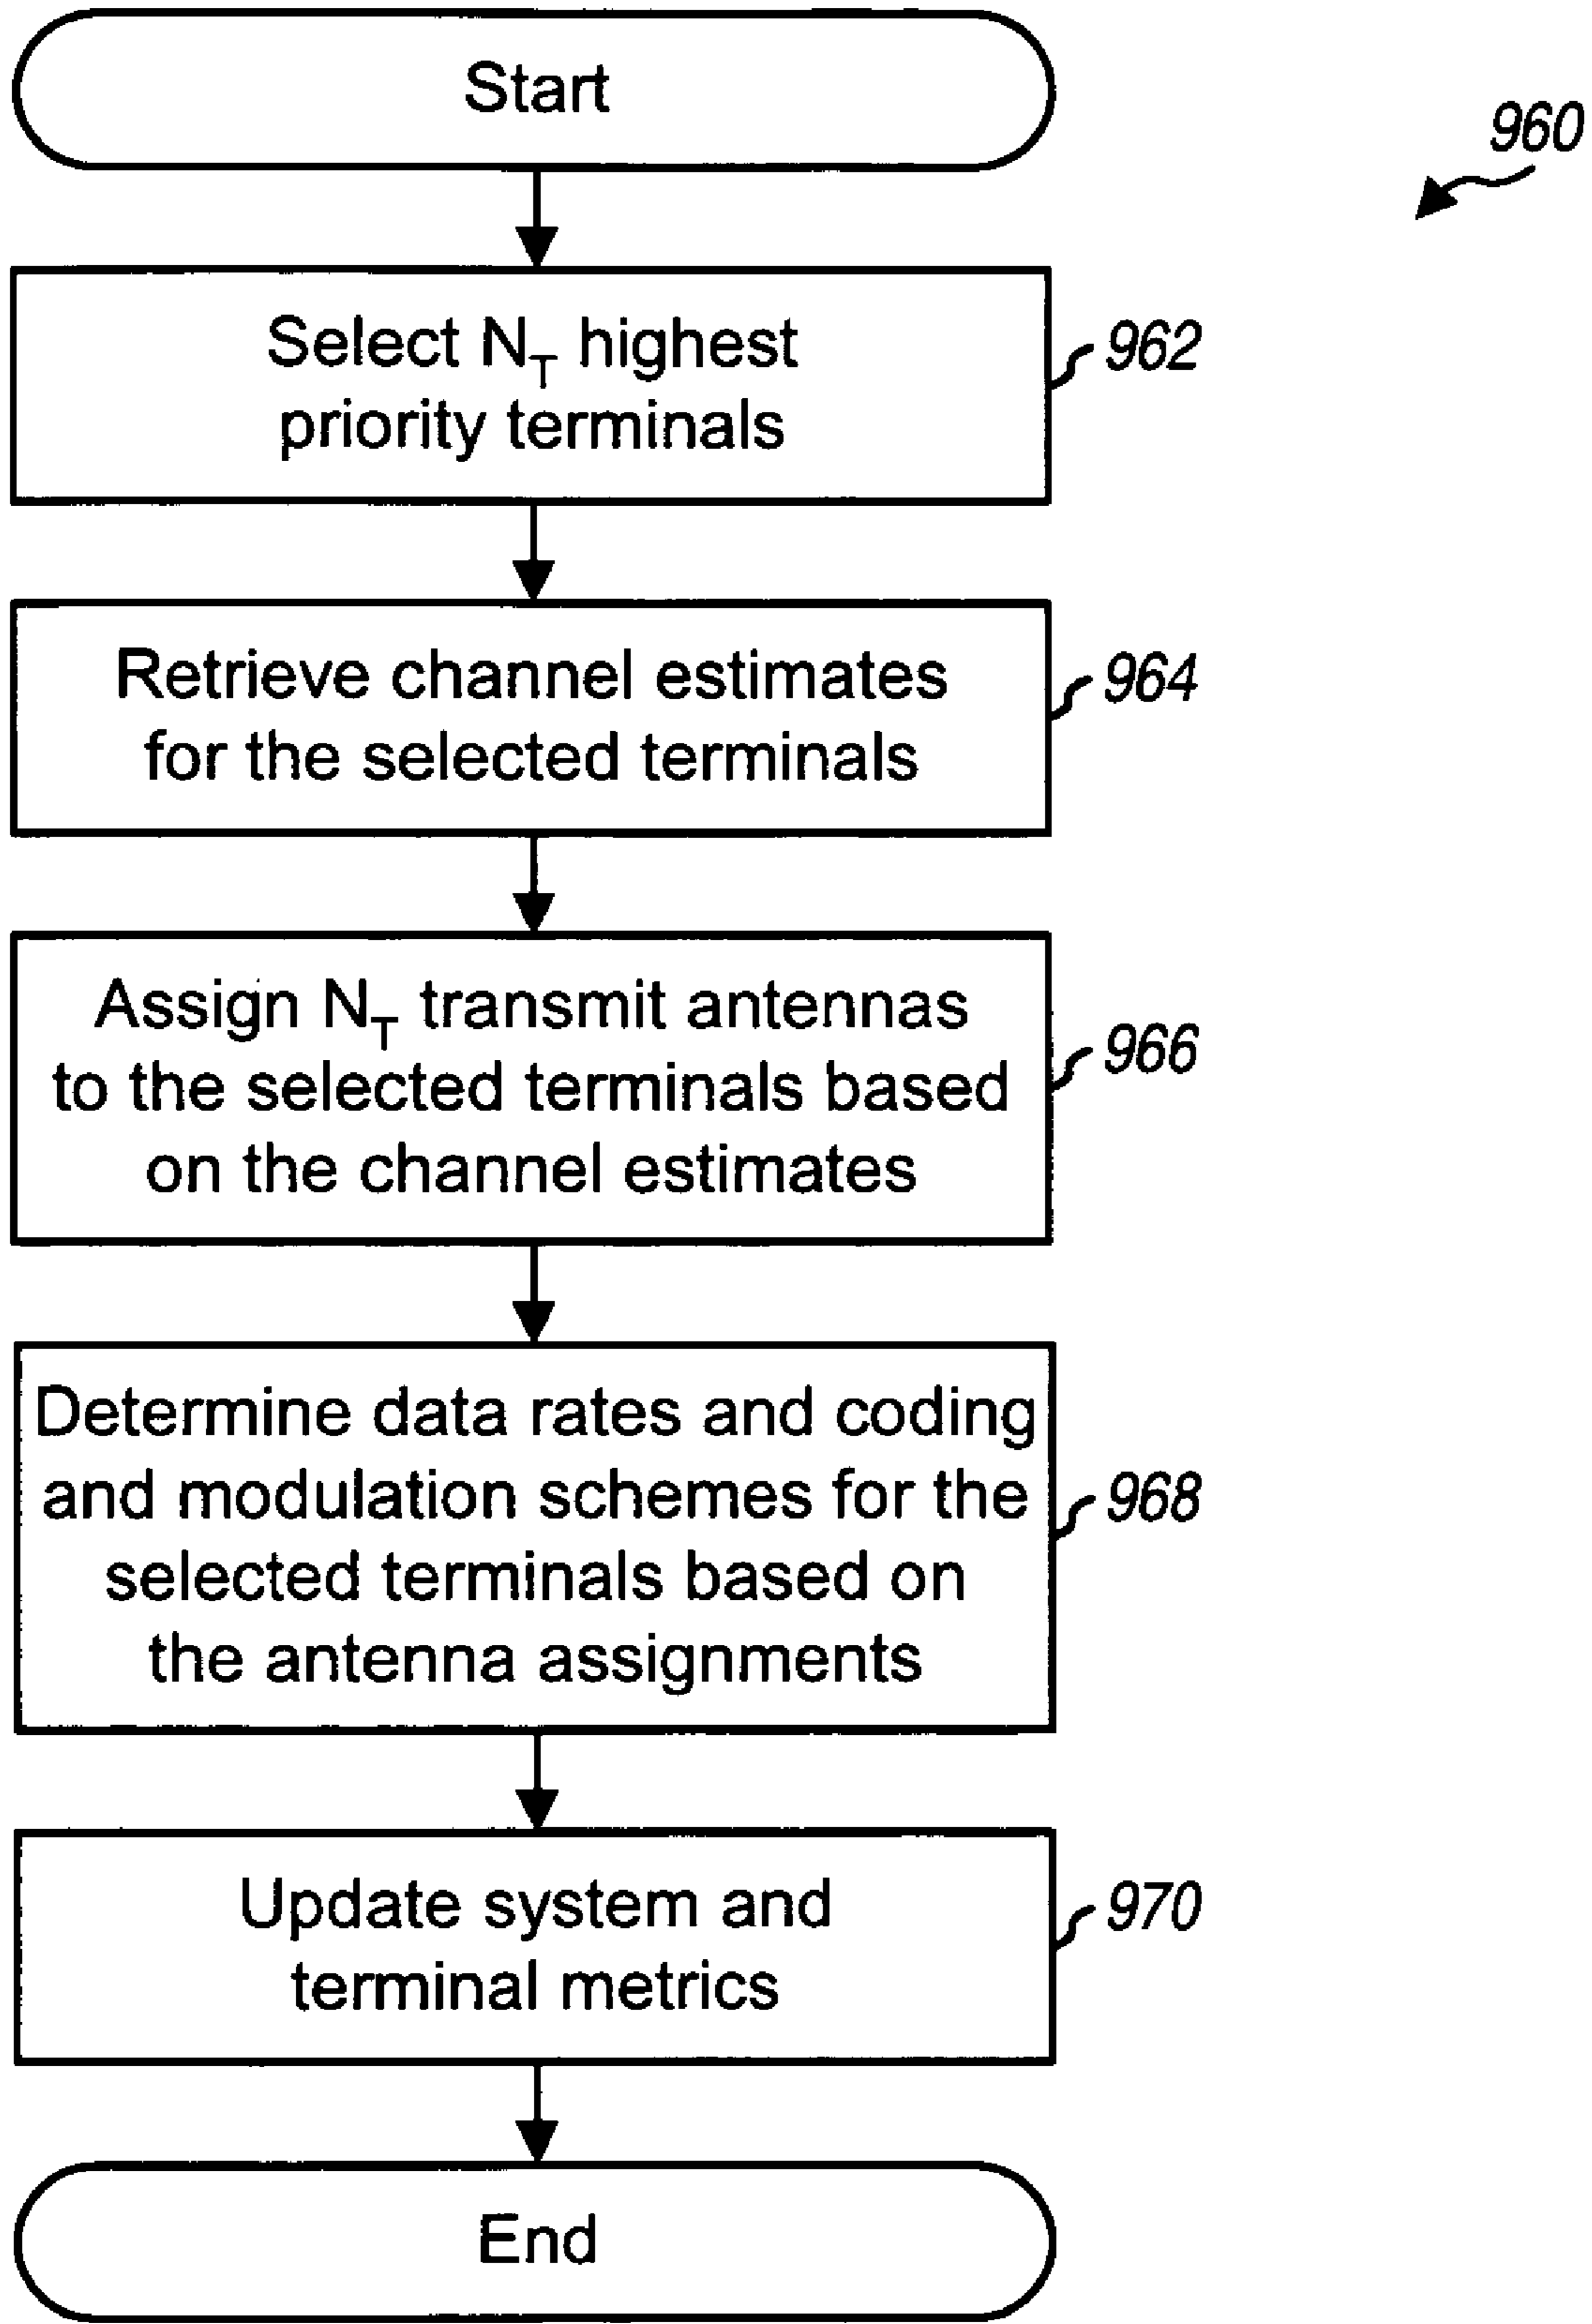 Start
960
Select N_T highest
priority terminals
962
Retrieve channel estimates
for the selected terminals
964
Assign N_T transmit antennas
to the selected terminals based
on the channel estimates
966
Determine data rates and coding
and modulation schemes for the
selected terminals based on
the antenna assignments
968
Update system and
terminal metrics
970
End